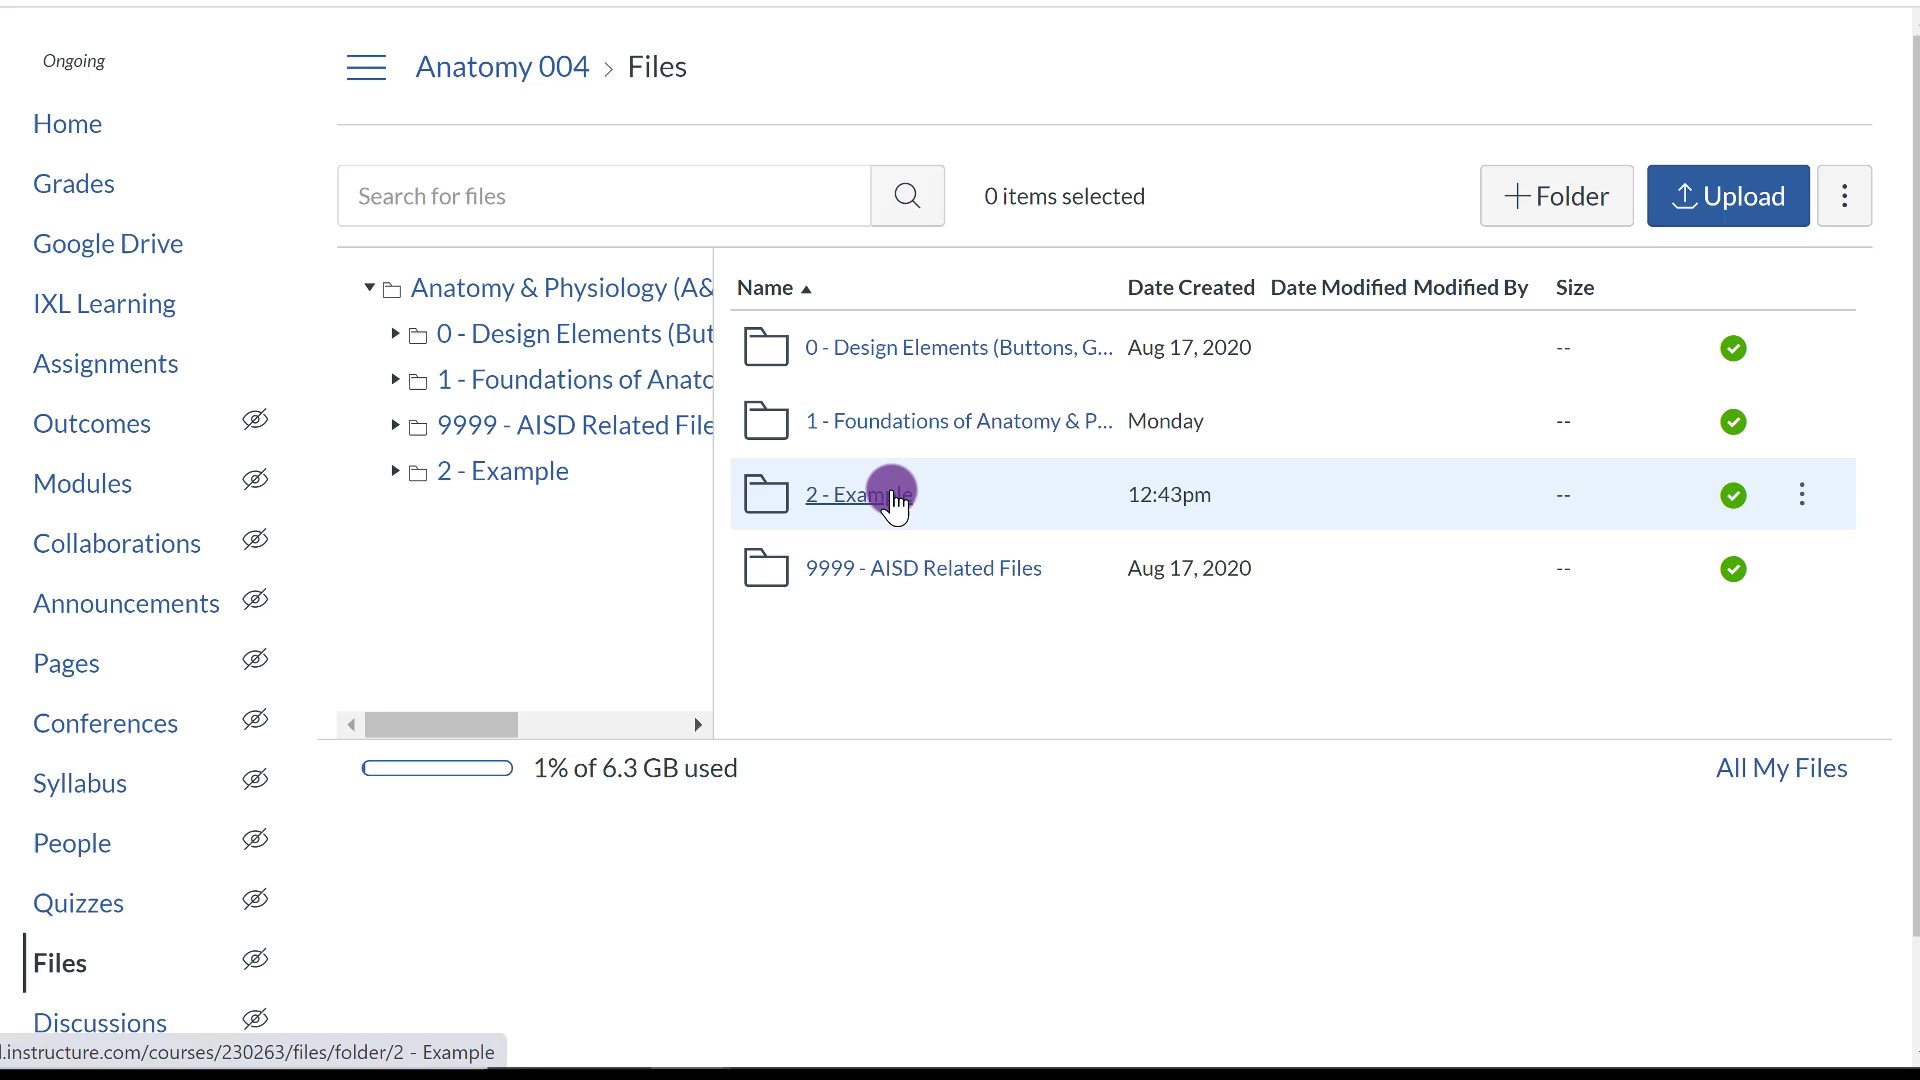 Ongoing
Home
Grades
Google Drive
IXL Learning
Assignments
Outcomes
Modules
Collaborations
Announcements
Pages
Conferences
Syllabus
People
Quizzes
Files
Discussions
Anatomy 004 › Files
Search for files
0 items selected
+Folder
Upload
Anatomy & Physiology (A&
0 - Design Elements (But
1 - Foundations of Anato
9999 - AISD Related File
2 - Example
Name Date Created Date Modified Modified By Size
0 - Design Elements (Buttons, G... Aug 17, 2020 --
1 - Foundations of Anatomy & P... Monday --
2 - Example 12:43pm --
9999 - AISD Related Files Aug 17, 2020 --
1% of 6.3 GB used
All My Files
.instructure.com/courses/230263/files/folder/2 - Example